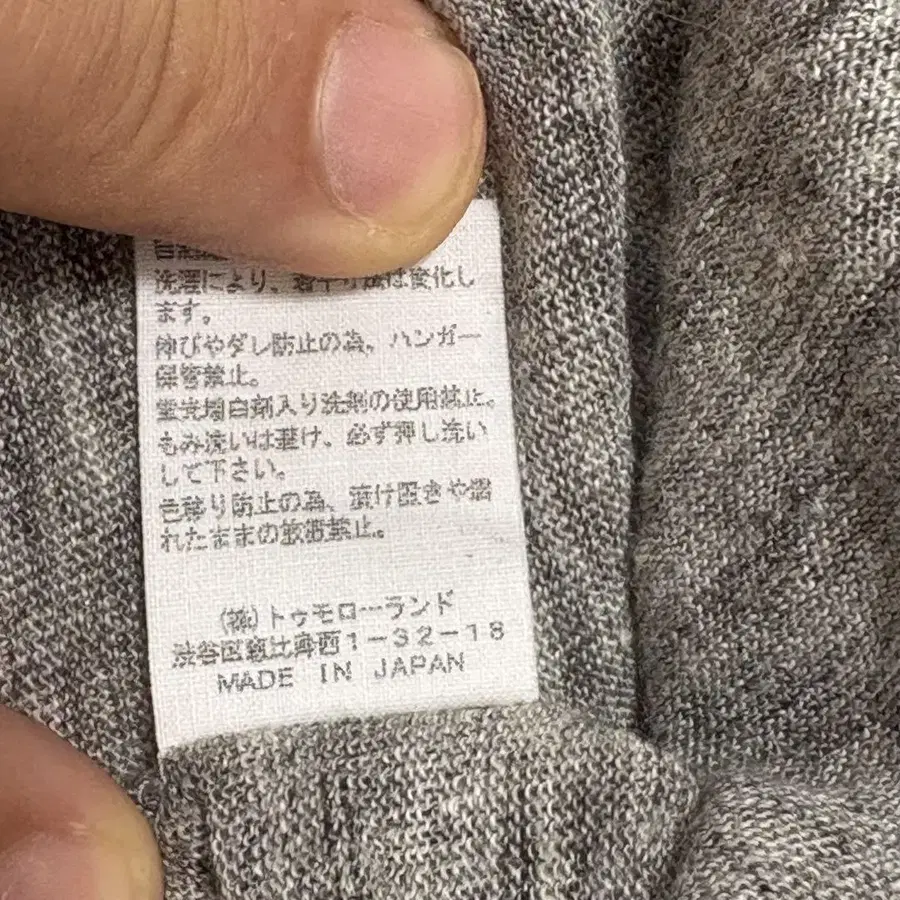 洗濯により、若干寸法は変化し
ます。
伸びやダレ防止の為、ハンガー
保管禁止。
蛍光増白剤入り洗剤の使用禁止。
もみ洗いは避け、必ず押し洗い
して下さい。
色移り防止の為、漬け置きや濡
れたままの放置禁止。
(株)トゥモローランド
渋谷区恵比寿西1-32-18
MADE IN JAPAN